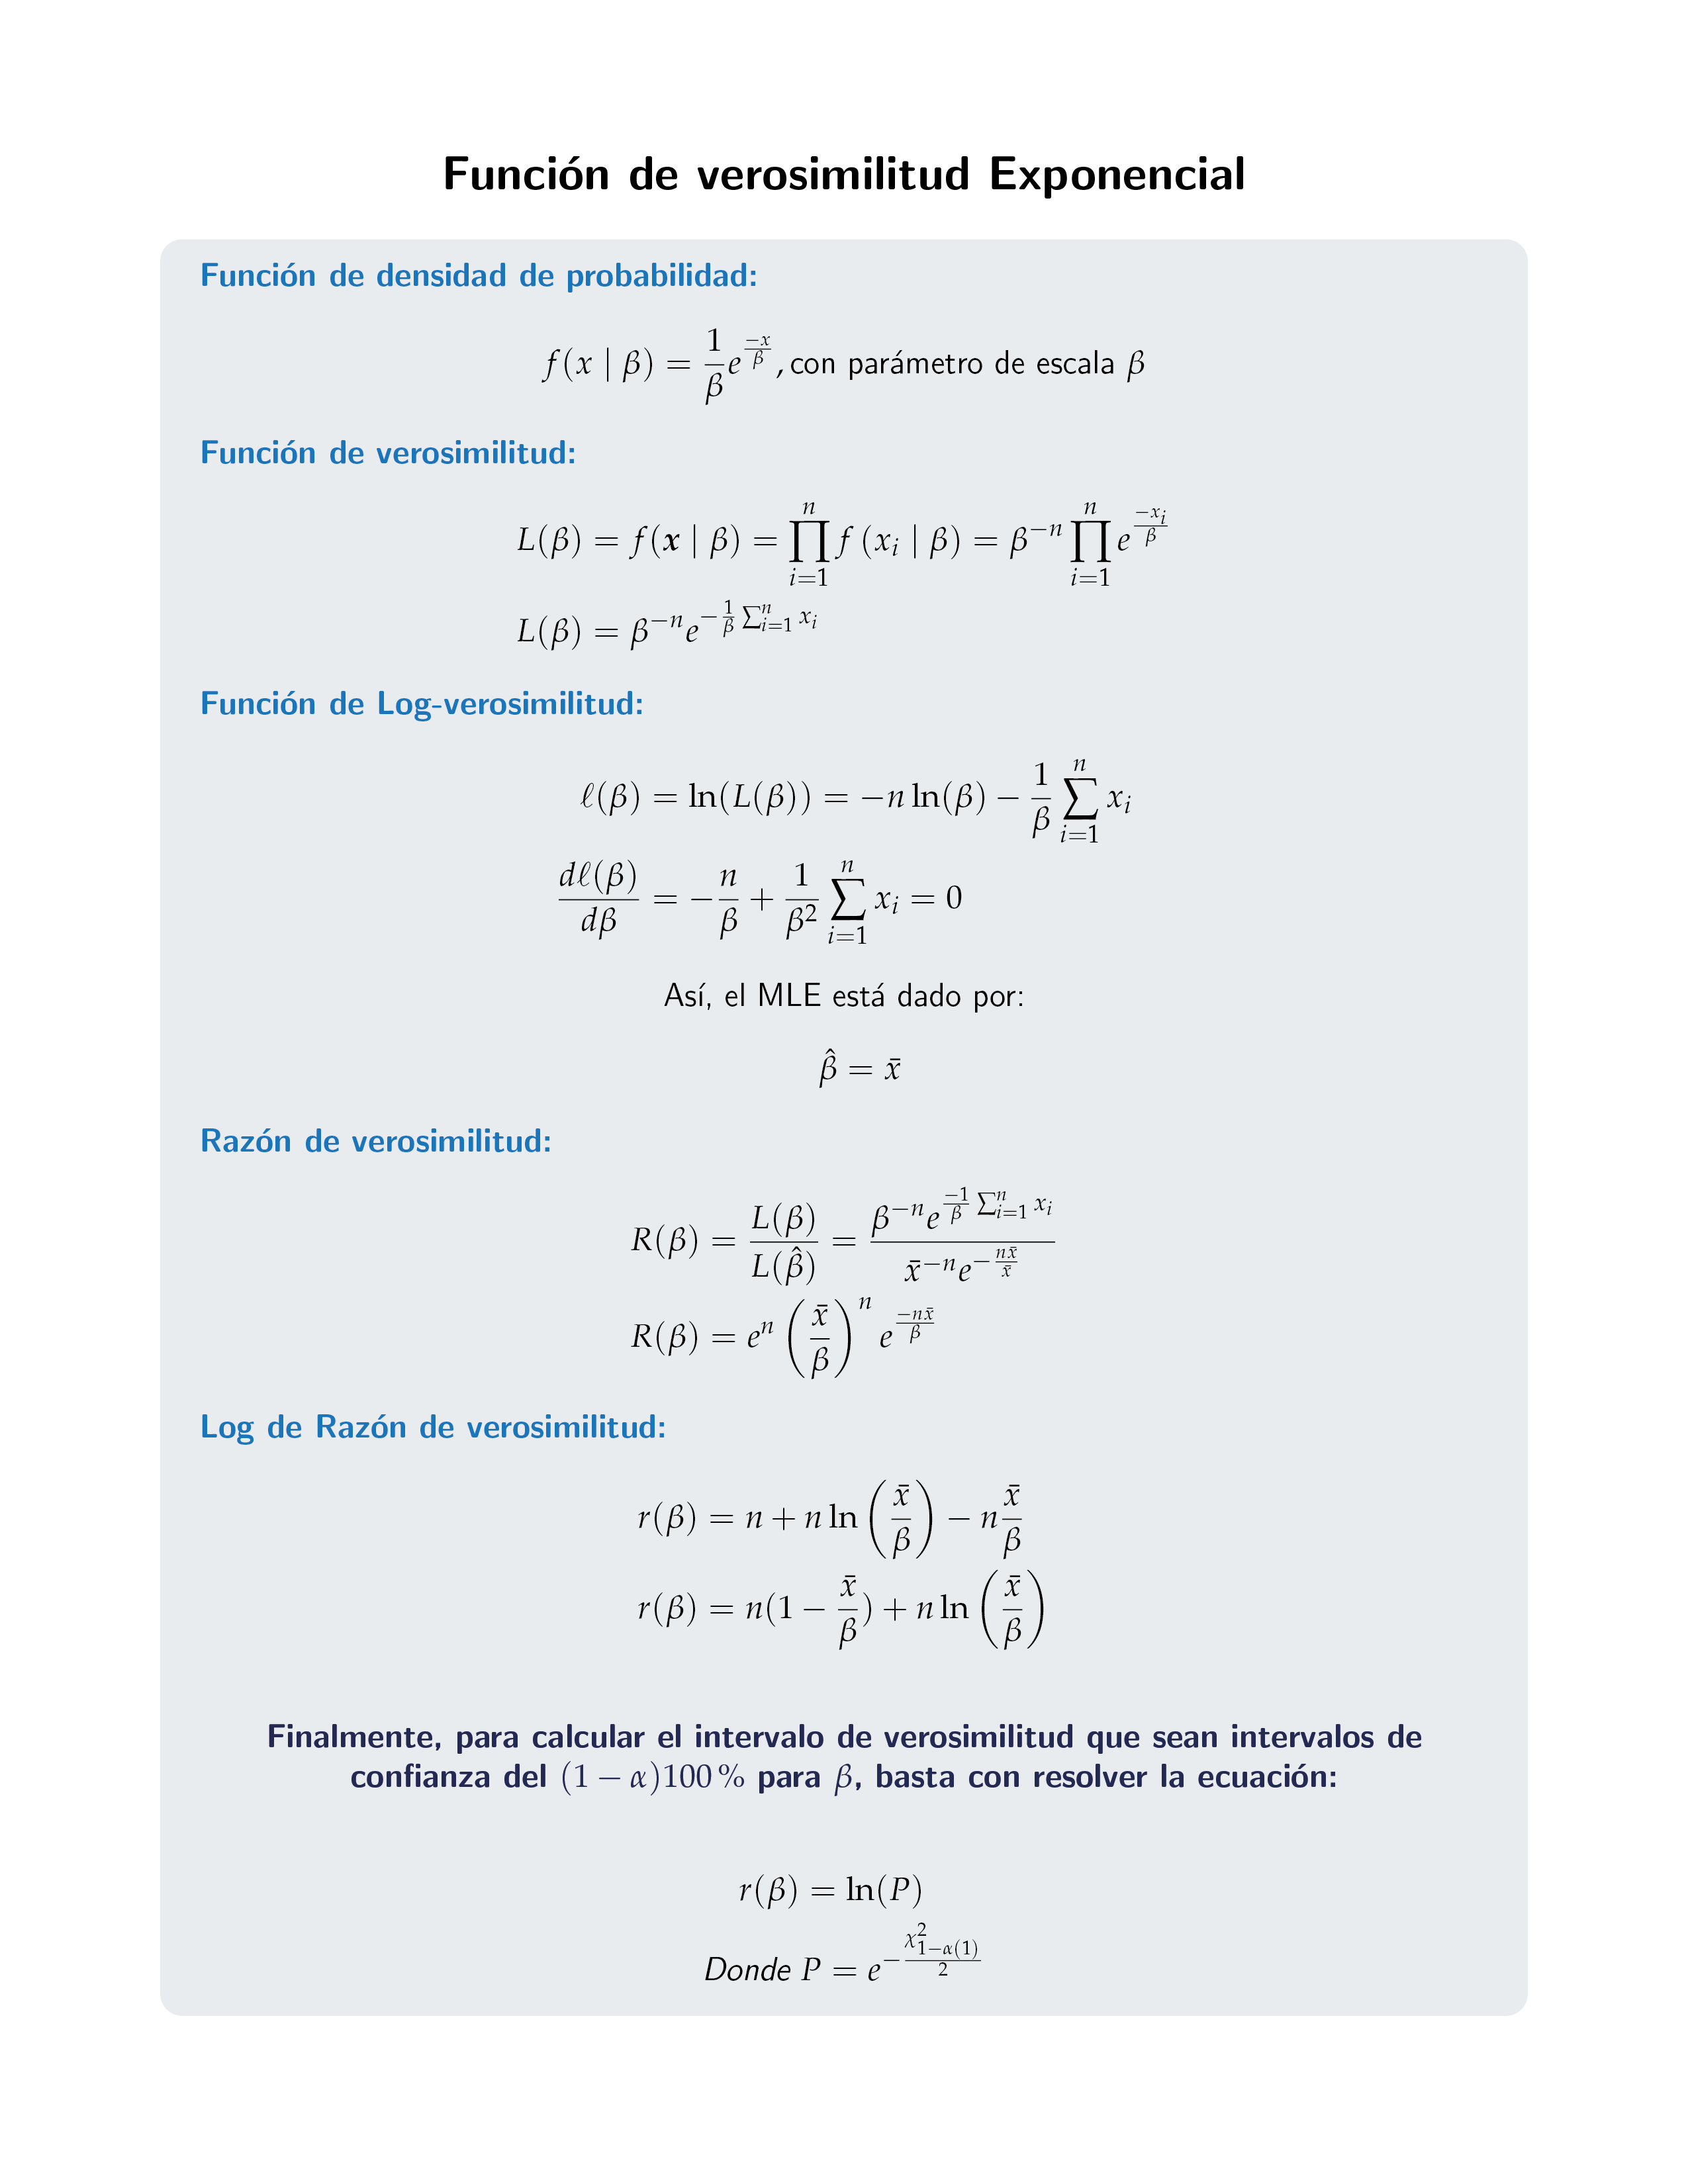 Función de verosimilitud Exponencial
Función de densidad de probabilidad:
$f(x \mid \beta) = \frac{1}{\beta} e^{\frac{-x}{\beta}}$, con parámetro de escala $\beta$
Función de verosimilitud:
$L(\beta) = f(\boldsymbol{x} \mid \beta) = \prod_{i=1}^{n} f(x_i \mid \beta) = \beta^{-n} \prod_{i=1}^{n} e^{\frac{-x_i}{\beta}}$
$L(\beta) = \beta^{-n} e^{-\frac{1}{\beta} \sum_{i=1}^{n} x_i}$
Función de Log-verosimilitud:
$\ell(\beta) = \ln(L(\beta)) = -n \ln(\beta) - \frac{1}{\beta} \sum_{i=1}^{n} x_i$
$\frac{d\ell(\beta)}{d\beta} = -\frac{n}{\beta} + \frac{1}{\beta^2} \sum_{i=1}^{n} x_i = 0$
Así, el MLE está dado por:
$\hat{\beta} = \bar{x}$
Razón de verosimilitud:
$R(\beta) = \frac{L(\beta)}{L(\hat{\beta})} = \frac{\beta^{-n} e^{\frac{-1}{\beta} \sum_{i=1}^{n} x_i}}{\bar{x}^{-n} e^{-\frac{n\bar{x}}{\bar{x}}}}$
$R(\beta) = e^n \left(\frac{\bar{x}}{\beta}\right)^n e^{\frac{-n\bar{x}}{\beta}}$
Log de Razón de verosimilitud:
$r(\beta) = n + n \ln\left(\frac{\bar{x}}{\beta}\right) - n\frac{\bar{x}}{\beta}$
$r(\beta) = n(1 - \frac{\bar{x}}{\beta}) + n \ln\left(\frac{\bar{x}}{\beta}\right)$
Finalmente, para calcular el intervalo de verosimilitud que sean intervalos de
confianza del $(1 - \alpha)100\,\%$ para $\beta$, basta con resolver la ecuación:
$r(\beta) = \ln(P)$
Donde $P = e^{-\frac{\chi^2_{1-\alpha(1)}}{2}}$